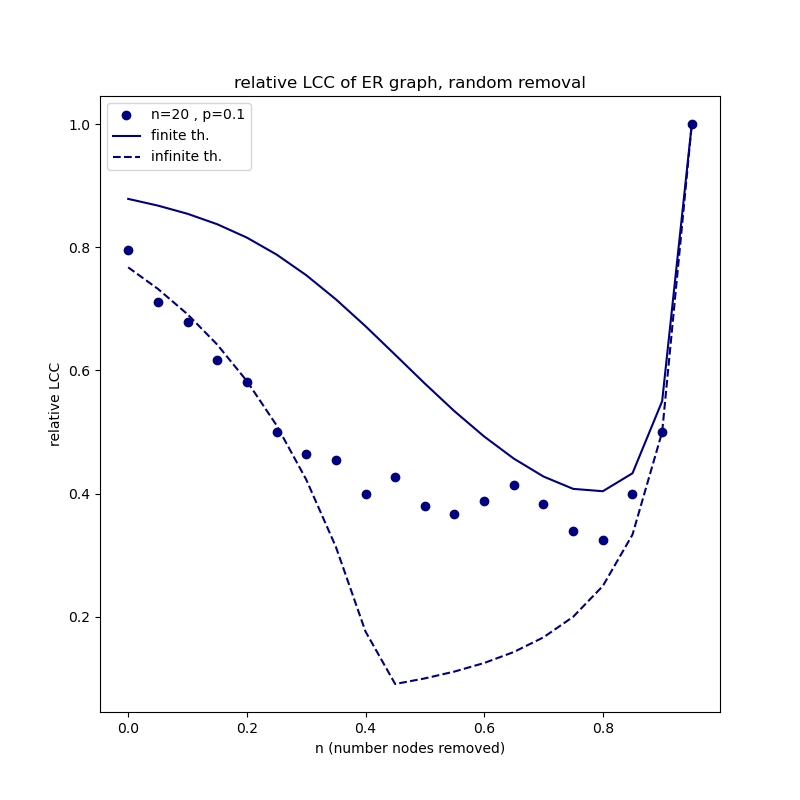 relative LCC of ER graph, random removal
n=20 , p=0.1
finite th.
infinite th.
1.0
0.8
0.6
0.4
0.2
relative LCC
0.0 0.2 0.4 0.6 0.8
n (number nodes removed)